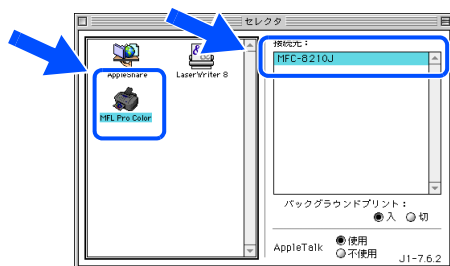 セレクタ
AppleShare
LaserWriter 8
MFL Pro Color
接続先：
MFC-8210J
バックグラウンドプリント：
入 切
AppleTalk
使用
不使用
J1-7.6.2